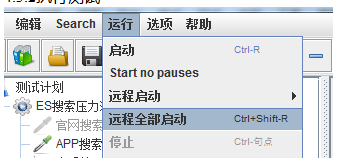 编辑 Search 运行 选项 帮助
启动 Ctrl-R
Start no pauses
测试计划
远程启动
ES搜索压力
官网搜索
远程全部启动 Ctrl+Shift-R
APP搜索
停止 Ctrl-句点